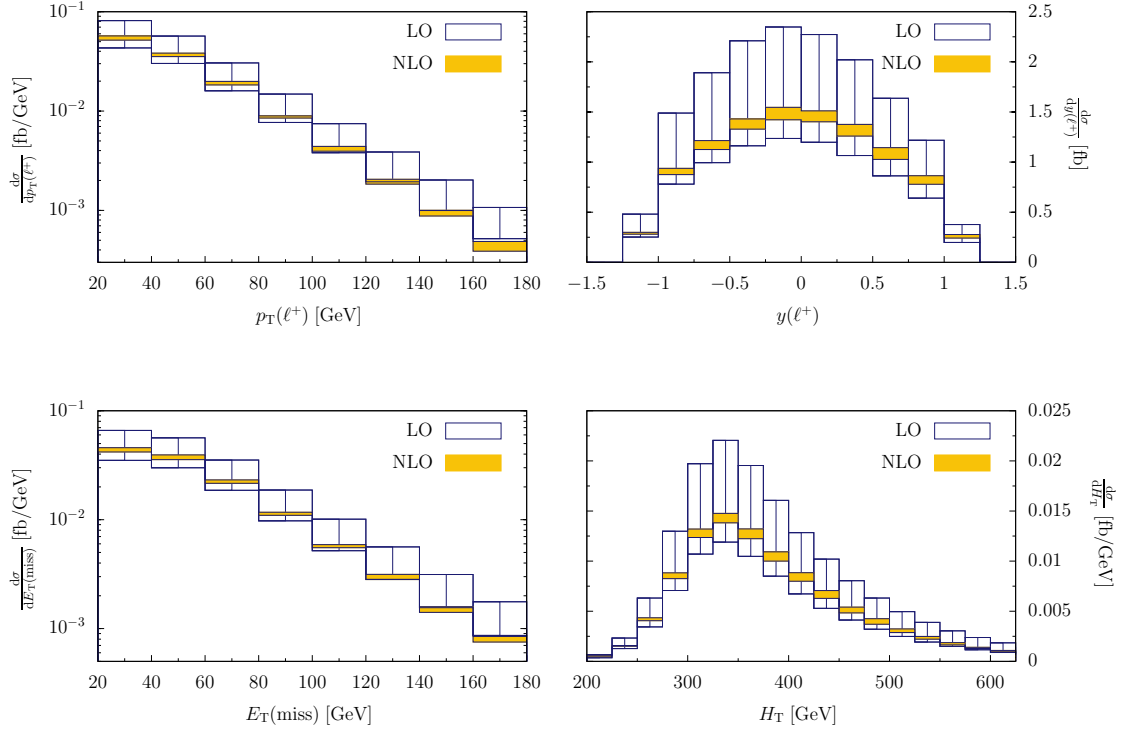 10⁻¹
10⁻²
10⁻³
dσ/dp_T(ℓ⁺) [fb/GeV]
LO
NLO
20 40 60 80 100 120 140 160 180
p_T(ℓ⁺) [GeV]
LO
NLO
2.5
2
1.5
1
0.5
0
dσ/dy(ℓ⁺) [fb]
−1.5 −1 −0.5 0 0.5 1 1.5
y(ℓ⁺)
10⁻¹
10⁻²
10⁻³
dσ/dE_T(miss) [fb/GeV]
LO
NLO
20 40 60 80 100 120 140 160 180
E_T(miss) [GeV]
LO
NLO
0.025
0.02
0.015
0.01
0.005
0
dσ/dH_T [fb/GeV]
200 300 400 500 600
H_T [GeV]